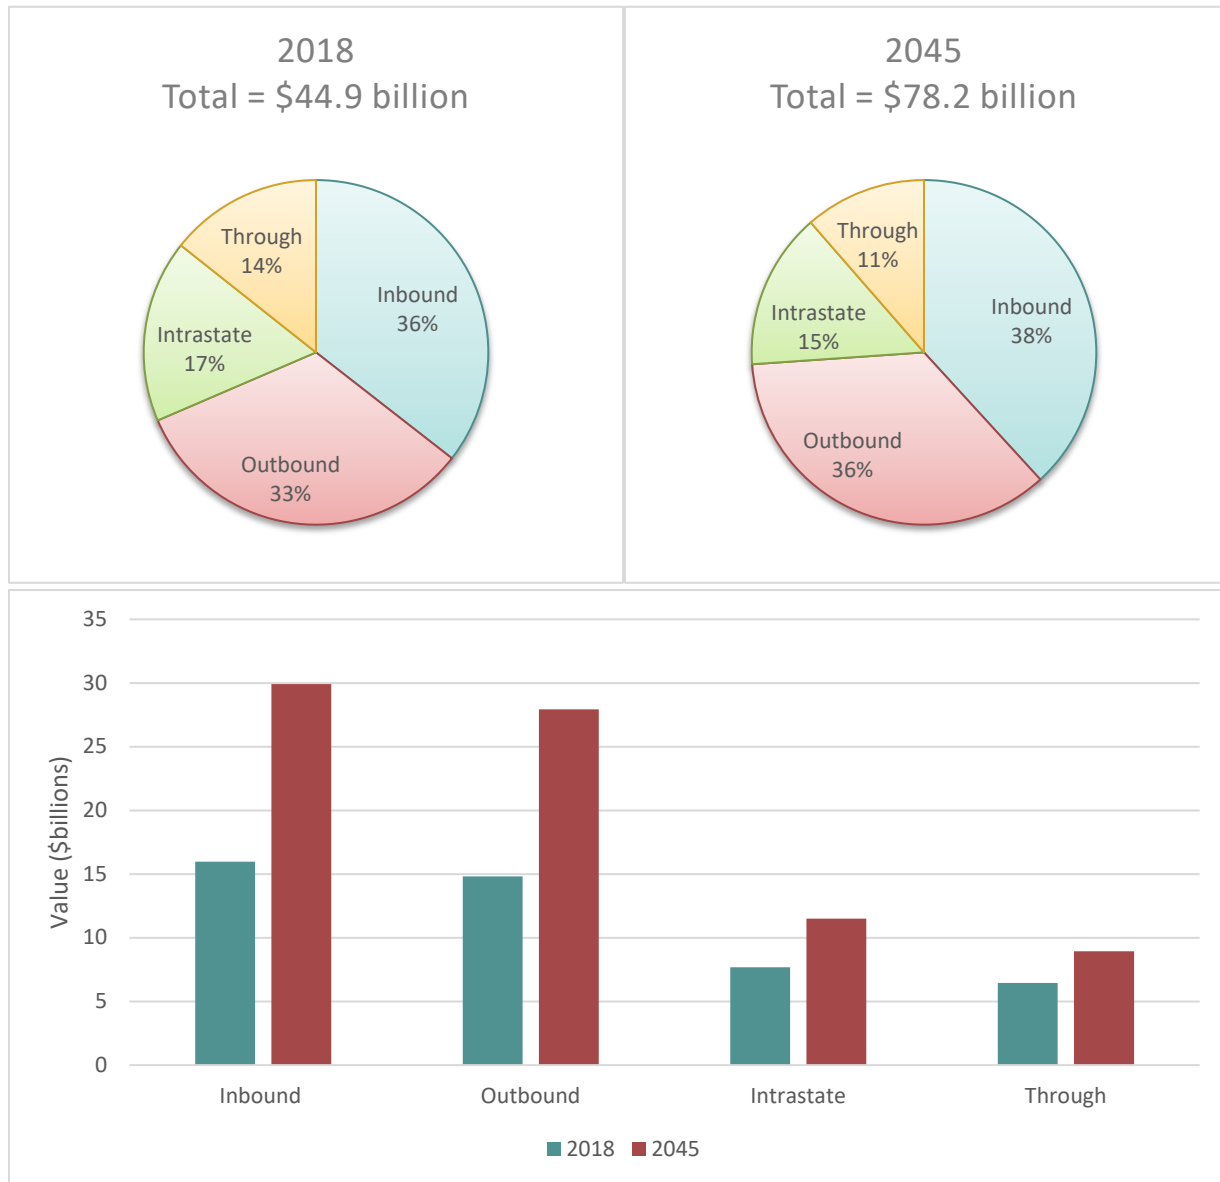 2018
Total = $44.9 billion
Through
14%
Inbound
36%
Intrastate
17%
Outbound
33%
2045
Total = $78.2 billion
Through
11%
Inbound
38%
Intrastate
15%
Outbound
36%
Value ($billions)
35
30
25
20
15
10
5
0
Inbound
Outbound
Intrastate
Through
2018
2045